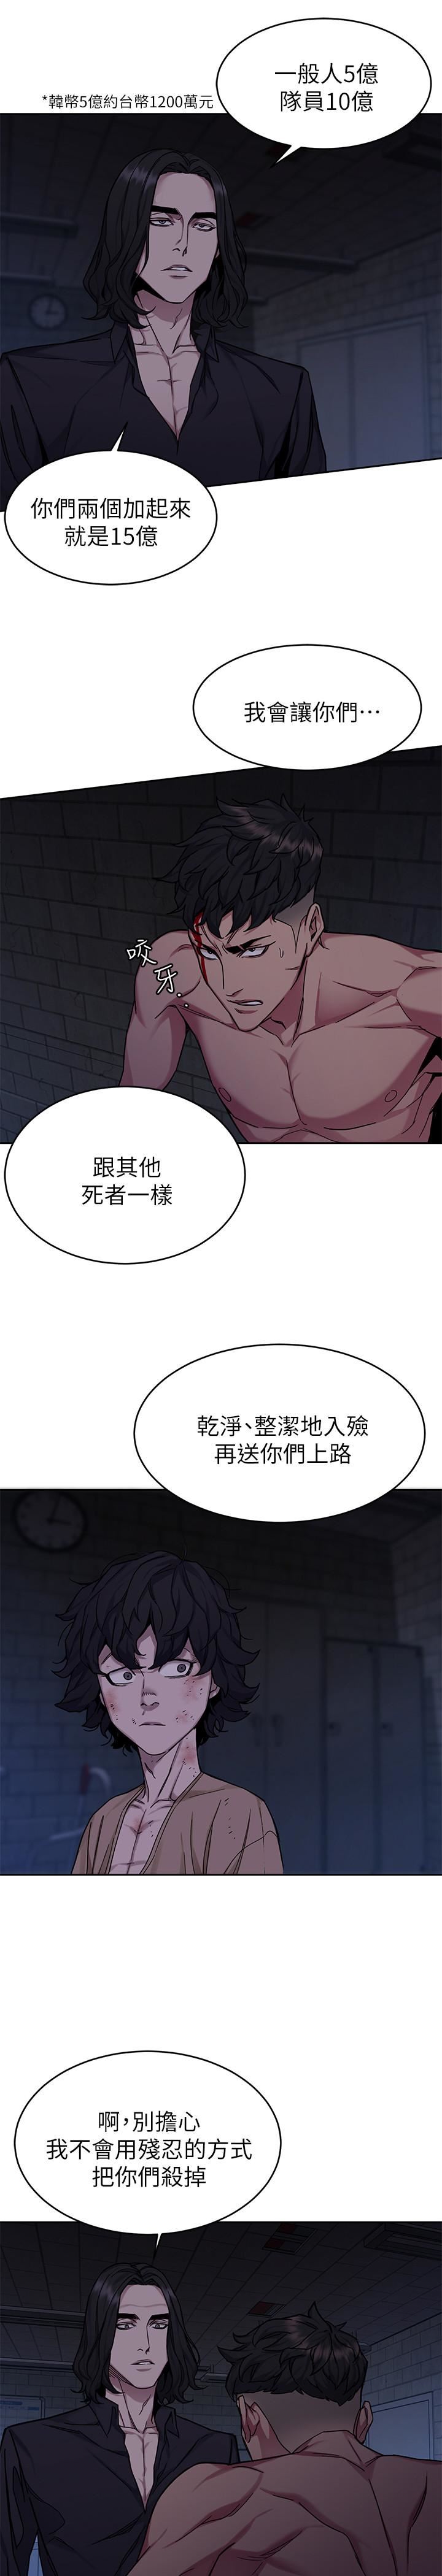 一般人5億
隊員10億
*韓幣5億約台幣1200萬元
你們兩個加起來
就是15億
我會讓你們…
咬牙…
跟其他
死者一樣
乾淨、整潔地入殮
再送你們上路
啊，別擔心
我不會用殘忍的方式
把你們殺掉